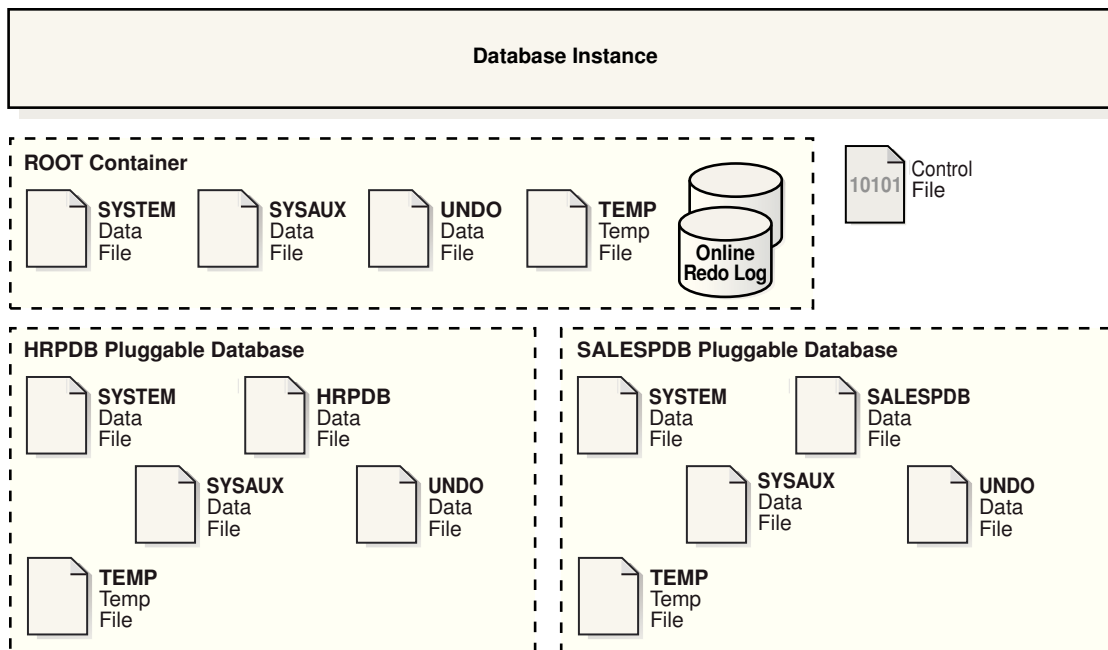 Database Instance
ROOT Container
SYSTEM
Data
File
SYSAUX
Data
File
UNDO
Data
File
TEMP
Temp
File
Online
Redo Log
10101
Control
File
HRPDB Pluggable Database
SYSTEM
Data
File
HRPDB
Data
File
SYSAUX
Data
File
UNDO
Data
File
TEMP
Temp
File
SALESPDB Pluggable Database
SYSTEM
Data
File
SALESPDB
Data
File
SYSAUX
Data
File
UNDO
Data
File
TEMP
Temp
File